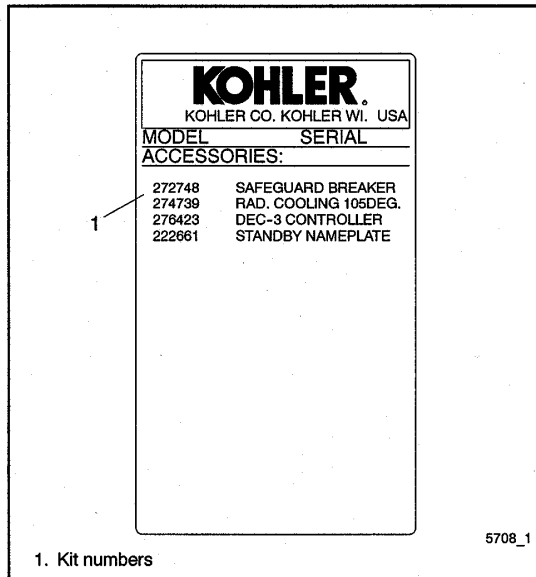 KOHLER.
KOHLER CO. KOHLER WI. USA
MODEL SERIAL
ACCESSORIES:
272748 SAFEGUARD BREAKER
274739 RAD. COOLING 105DEG.
276423 DEC-3 CONTROLLER
222661 STANDBY NAMEPLATE
1
5708_1
1. Kit numbers